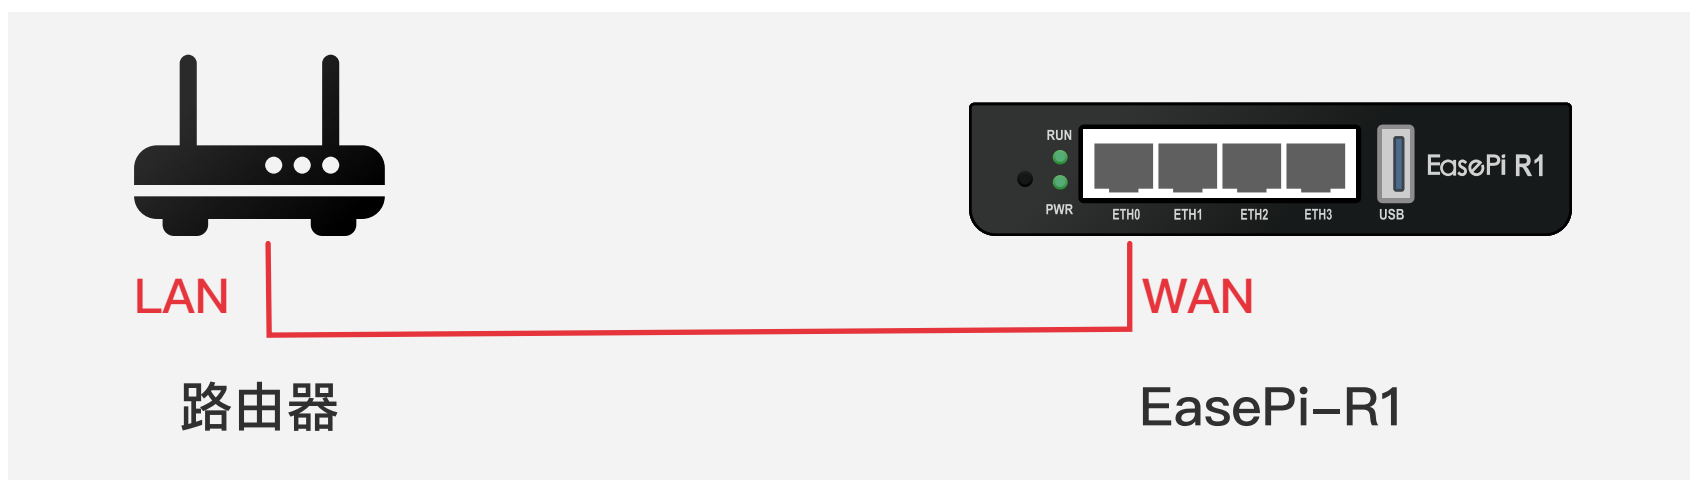 RUN
PWR
ETH0 ETH1 ETH2 ETH3 USB
EasePi R1
LAN
WAN
路由器
EasePi-R1